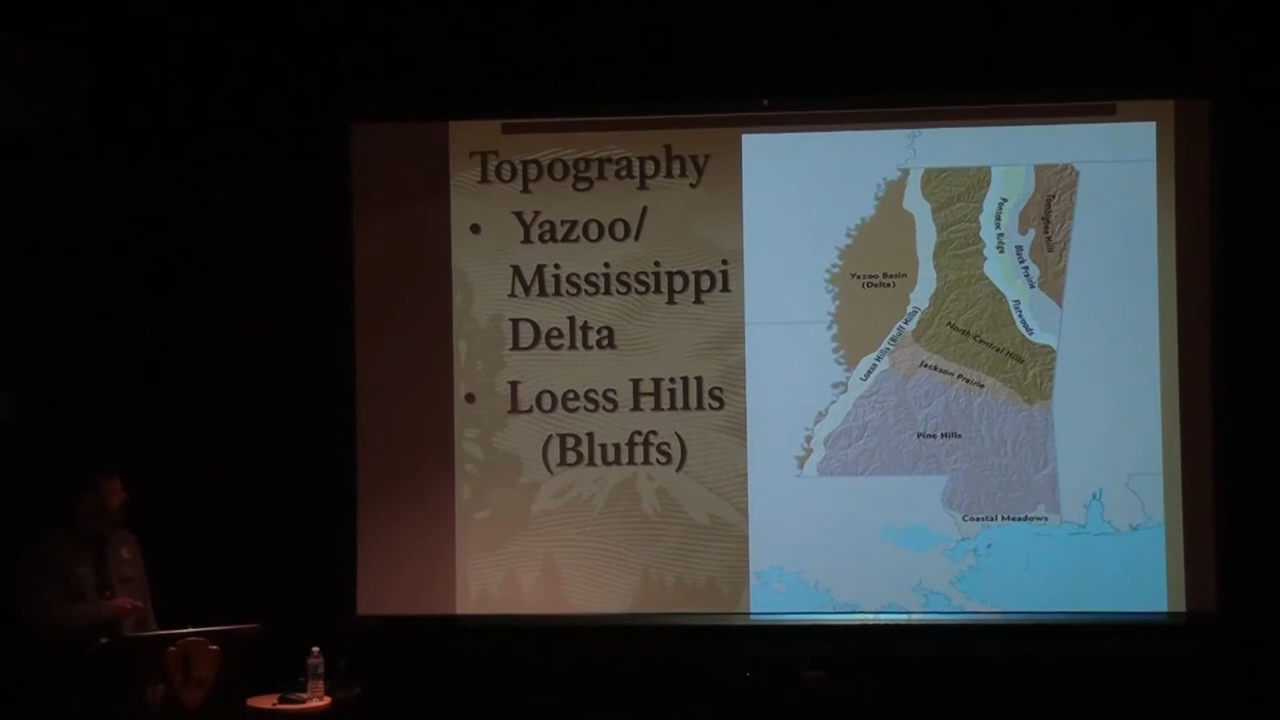 Topography
• Yazoo/
Mississippi
Delta
• Loess Hills
(Bluffs)
Yazoo Basin
(Delta)
Loess Hills (Bluff Hills)
Pontotoc Ridge
Black Prairie
Flatwoods
Tombigbee Hills
North Central Hills
Jackson Prairie
Pine Hills
Coastal Meadows